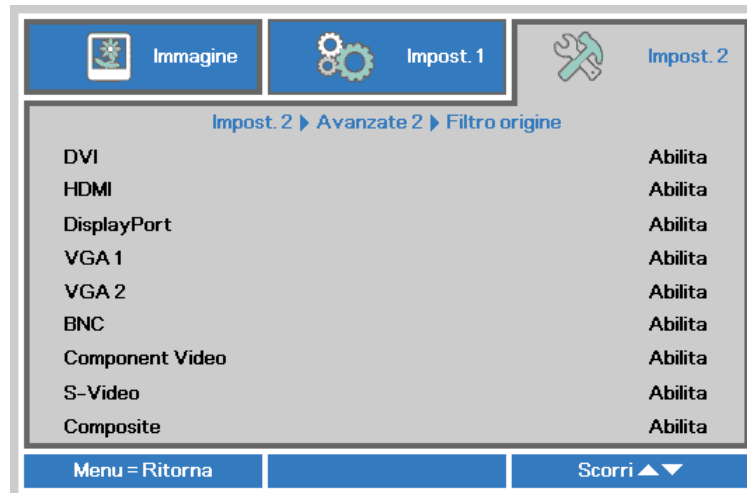 Immagine
Impost. 1
Impost. 2
Impost. 2 ▶ Avanzate 2 ▶ Filtro origine
DVI Abilita
HDMI Abilita
DisplayPort Abilita
VGA 1 Abilita
VGA 2 Abilita
BNC Abilita
Component Video Abilita
S-Video Abilita
Composite Abilita
Menu = Ritorna
Scorri ▲▼